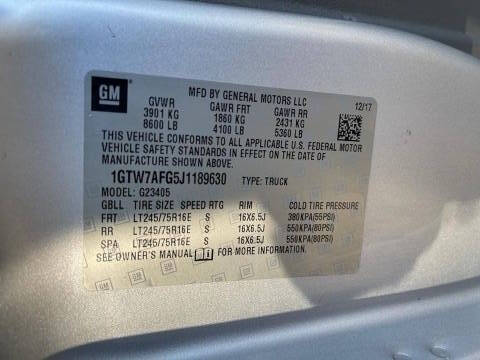 GM
MFD BY GENERAL MOTORS LLC
12/17
GVWR GAWR FRT GAWR RR
3901 KG 1860 KG 2431 KG
8600 LB 4100 LB 5360 LB
THIS VEHICLE CONFORMS TO ALL APPLICABLE U.S. FEDERAL MOTOR
VEHICLE SAFETY STANDARDS IN EFFECT ON THE DATE OF
MANUFACTURE SHOWN ABOVE.
1GTW7AFG5J1189630 TYPE: TRUCK
MODEL: G23405
GBLL TIRE SIZE SPEED RTG RIM COLD TIRE PRESSURE
FRT LT245/75R16E S 16X6.5J 380KPA(55PSI)
RR LT245/75R16E S 16X6.5J 550KPA(80PSI)
SPA LT245/75R16E S 16X6.5J 550KPA(80PSI)
SEE OWNER'S MANUAL FOR MORE INFORMATION.